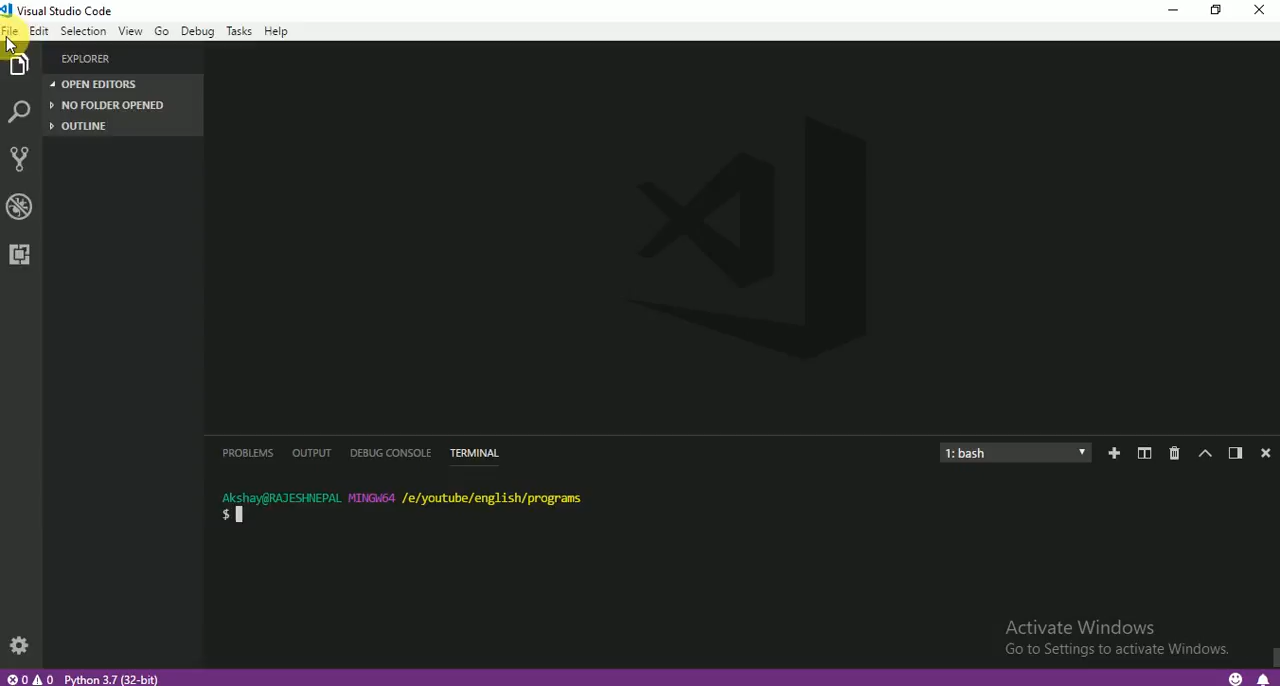 Visual Studio Code
File Edit Selection View Go Debug Tasks Help
EXPLORER
OPEN EDITORS
NO FOLDER OPENED
OUTLINE
PROBLEMS OUTPUT DEBUG CONSOLE TERMINAL
1: bash
Akshay@RAJESHNEPAL MINGW64 /e/youtube/english/programs
$
Activate Windows
Go to Settings to activate Windows.
0 0 Python 3.7 (32-bit)